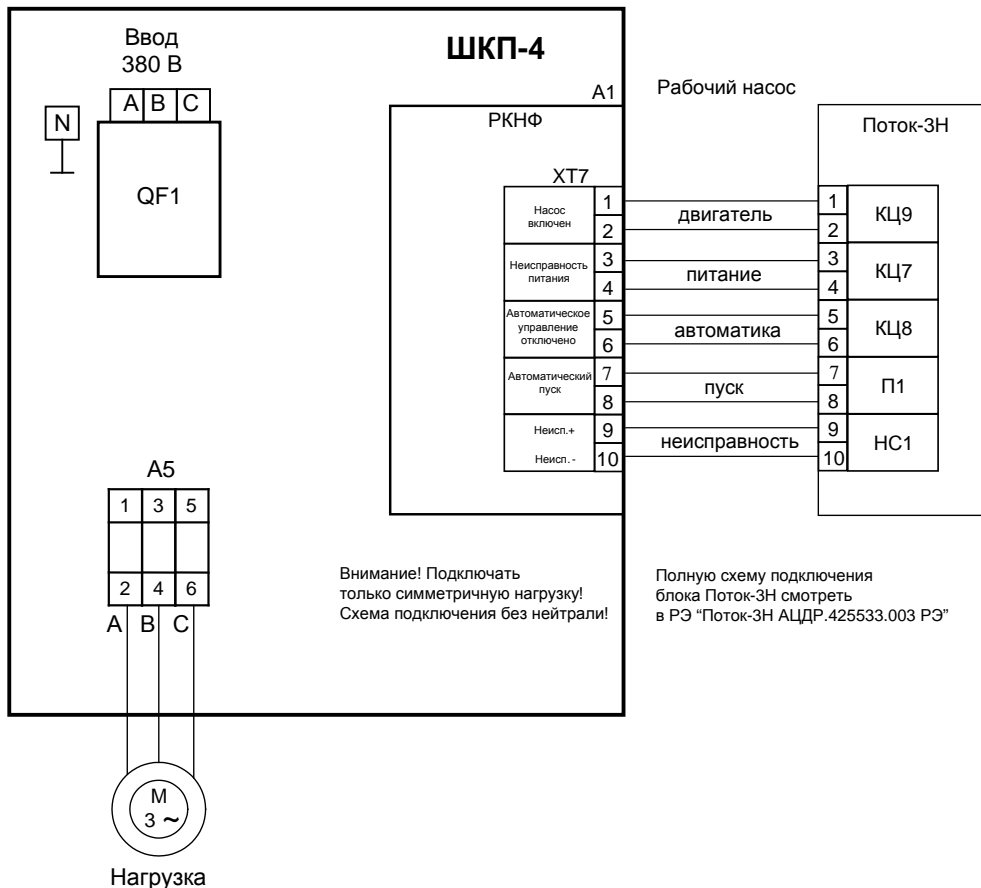 Ввод
380 В
ШКП-4
A B C
N
QF1
A1
РКНФ
XT7
Насос
включен
1
2
Неисправность
питания
3
4
Автоматическое
управление
отключено
5
6
Автоматический
пуск
7
8
Неисп.+
9
Неисп.-
10
Рабочий насос
двигатель
питание
автоматика
пуск
неисправность
Поток-3Н
1
2
КЦ9
3
4
КЦ7
5
6
КЦ8
7
8
П1
9
10
НС1
A5
1 3 5
2 4 6
A B C
Внимание! Подключать
только симметричную нагрузку!
Схема подключения без нейтрали!
Полную схему подключения
блока Поток-3Н смотреть
в РЭ “Поток-3Н АЦДР.425533.003 РЭ”
М
3 ~
Нагрузка